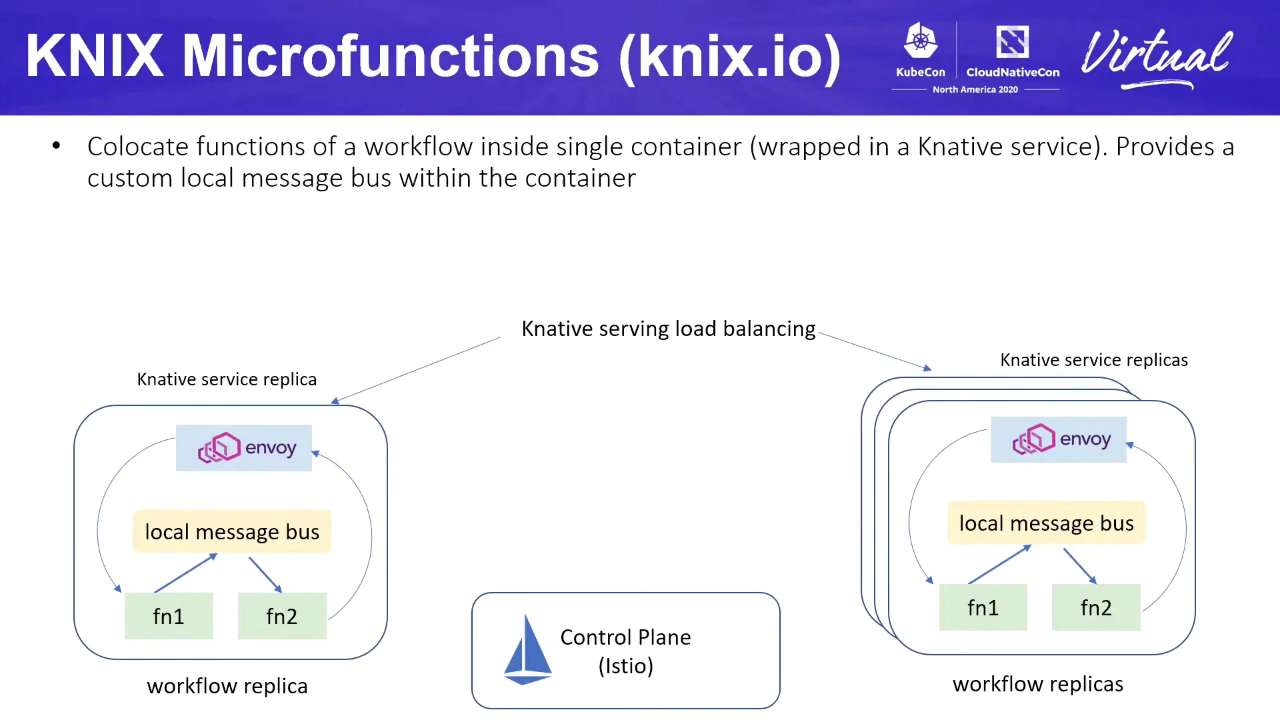 KNIX Microfunctions (knix.io)
KubeCon
CloudNativeCon
North America 2020
Virtual
• Colocate functions of a workflow inside single container (wrapped in a Knative service). Provides a
custom local message bus within the container
Knative serving load balancing
Knative service replica
envoy
local message bus
fn1
fn2
workflow replica
Control Plane
(Istio)
Knative service replicas
envoy
local message bus
fn1
fn2
workflow replicas